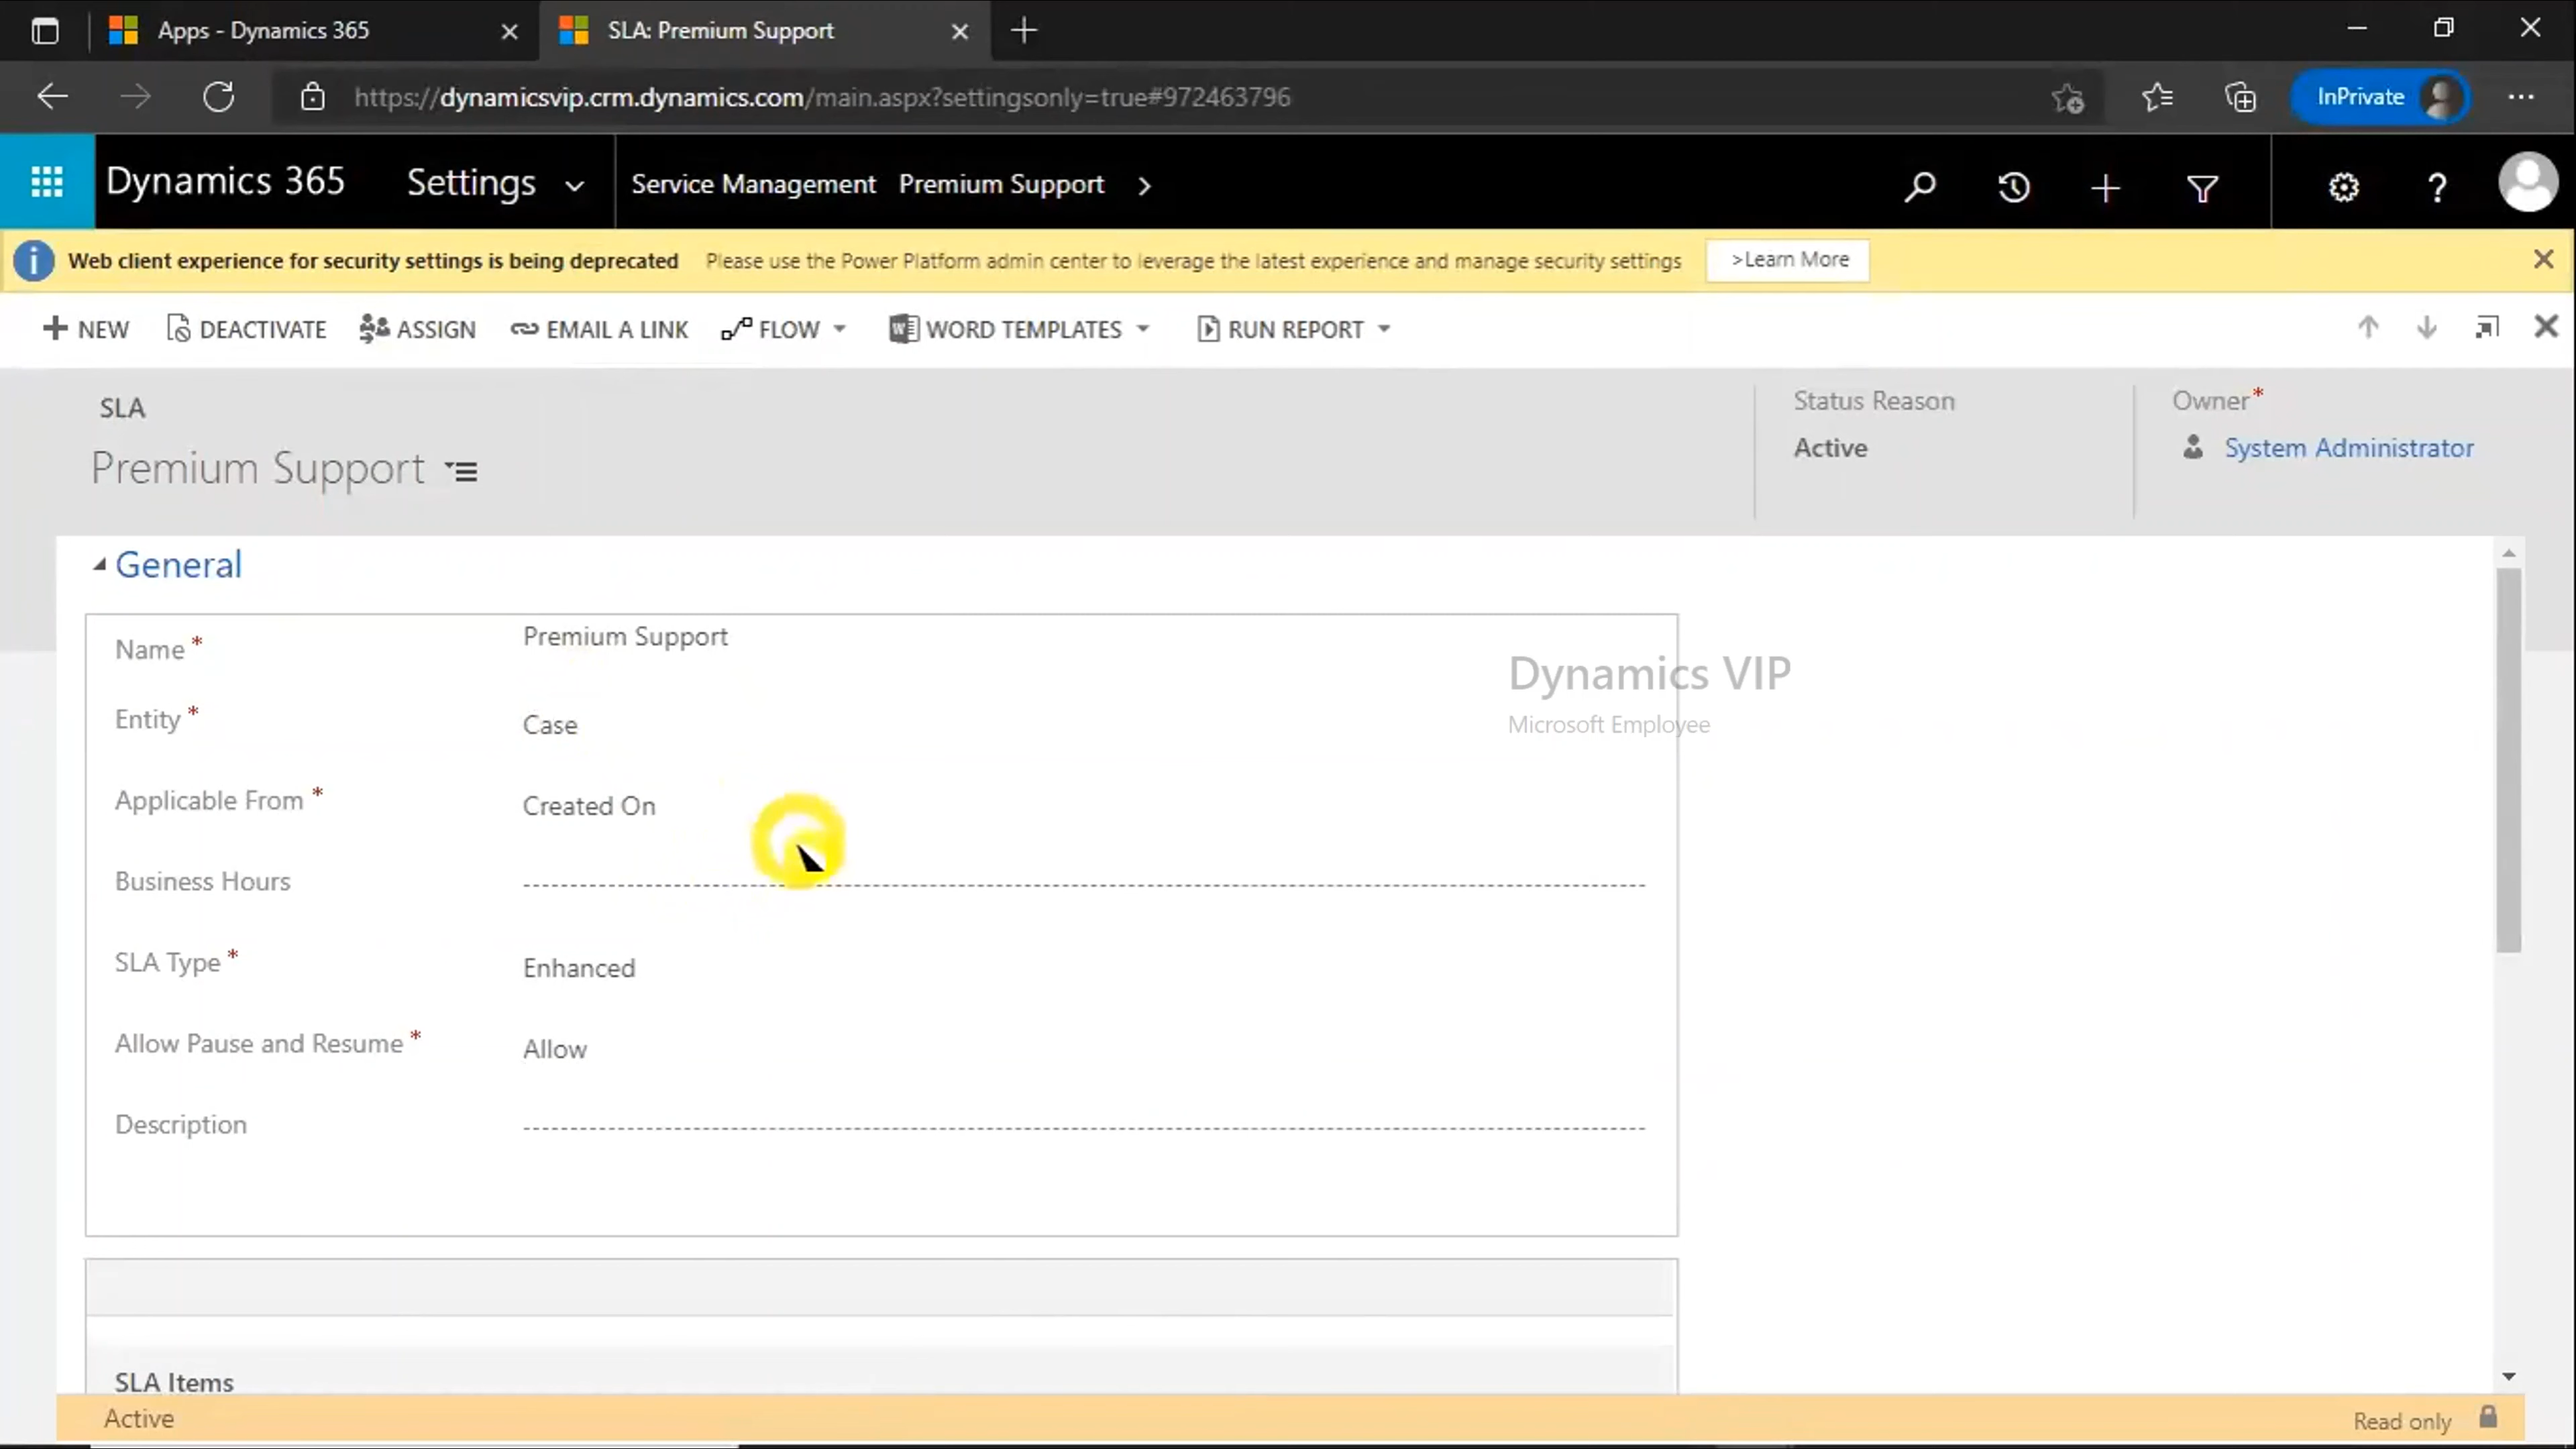 Apps - Dynamics 365
SLA: Premium Support
https://dynamicsvip.crm.dynamics.com/main.aspx?settingsonly=true#972463796
InPrivate
Dynamics 365 Settings Service Management Premium Support
Web client experience for security settings is being deprecated Please use the Power Platform admin center to leverage the latest experience and manage security settings >Learn More
NEW DEACTIVATE ASSIGN EMAIL A LINK FLOW WORD TEMPLATES RUN REPORT
SLA
Premium Support
Status Reason
Active
Owner*
System Administrator
General
Name * Premium Support
Entity * Case
Applicable From * Created On
Business Hours
SLA Type * Enhanced
Allow Pause and Resume * Allow
Description
Dynamics VIP
Microsoft Employee
SLA Items
Active Read only